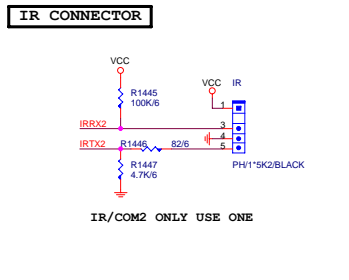 IR CONNECTOR
VCC
VCC IR
R1445
100K/6
1
IRRX2
3
4
IRTX2 R1446 82/6 5
R1447
4.7K/6
PH/1*5K2/BLACK
IR/COM2 ONLY USE ONE